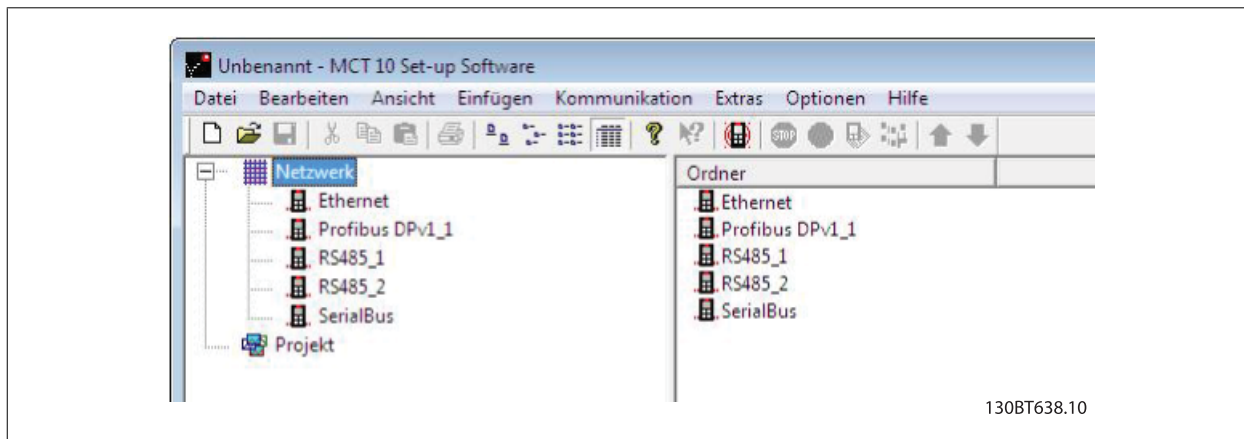 Unbenannt - MCT 10 Set-up Software
Datei Bearbeiten Ansicht Einfügen Kommunikation Extras Optionen Hilfe
STOP
Netzwerk
Ethernet
Profibus DPv1_1
RS485_1
RS485_2
SerialBus
Projekt
Ordner
Ethernet
Profibus DPv1_1
RS485_1
RS485_2
SerialBus
130BT638.10